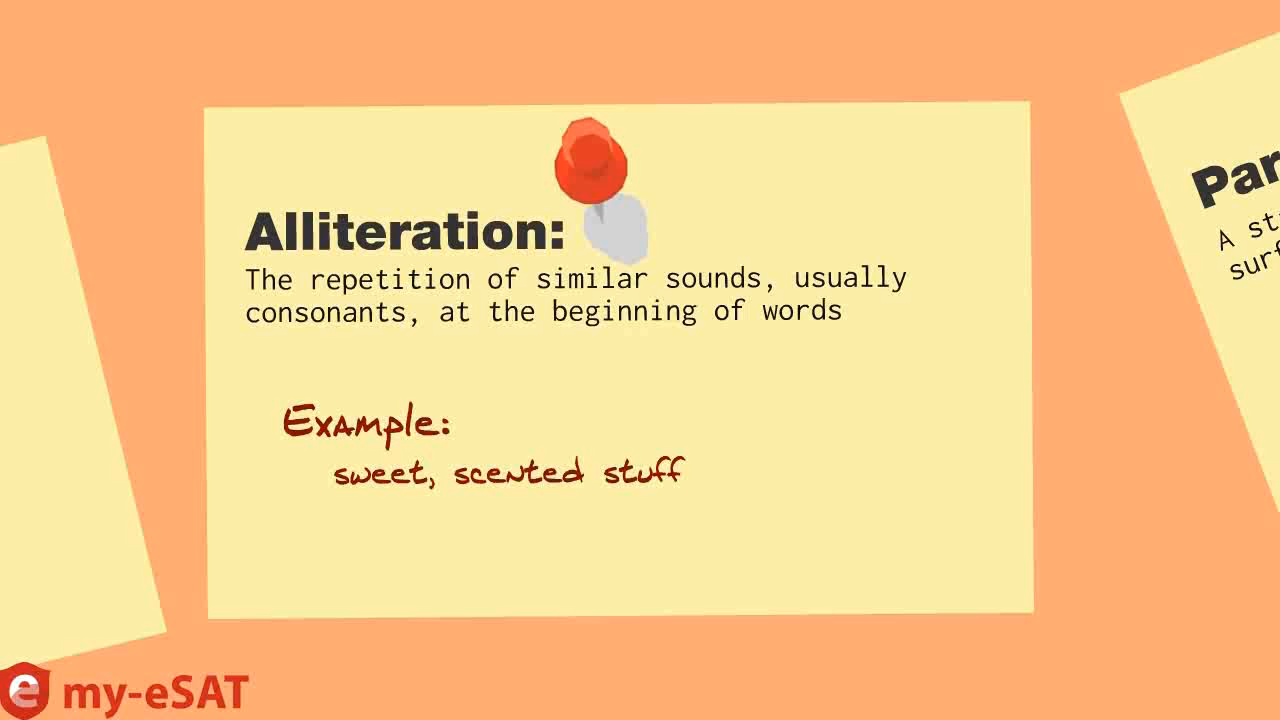 Alliteration:
The repetition of similar sounds, usually
consonants, at the beginning of words
Example:
sweet, scented stuff
A
my-eSAT